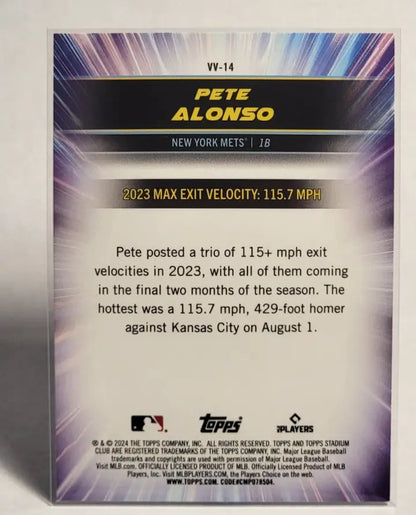 VV-14
PETE
ALONSO
NEW YORK METS® | 1B
2023 MAX EXIT VELOCITY: 115.7 MPH
Pete posted a trio of 115+ mph exit
velocities in 2023, with all of them coming
in the final two months of the season. The
hottest was a 115.7 mph, 429-foot homer
against Kansas City on August 1.
Topps
PLAYERS
® & © 2024 THE TOPPS COMPANY, INC. ALL RIGHTS RESERVED. TOPPS AND TOPPS STADIUM
CLUB ARE REGISTERED TRADEMARKS OF THE TOPPS COMPANY, INC. Major League Baseball
trademarks and copyrights are used with permission of Major League Baseball.
Visit MLB.com. OFFICIALLY LICENSED PRODUCT OF MLB. Officially Licensed Product of MLB
Players, Inc. Visit MLBPLAYERS.COM, the Players Choice on the web.
WWW.TOPPS.COM. CODE#CMP078504.